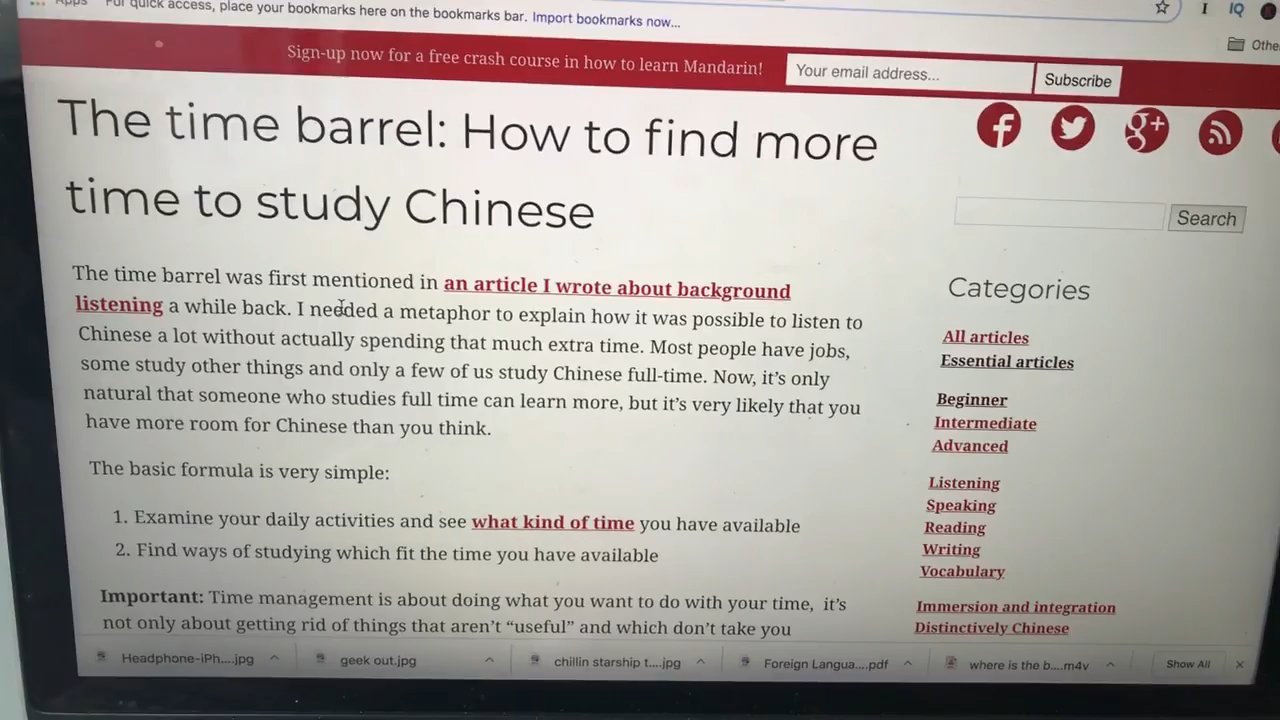 Apps For quick access, place your bookmarks here on the bookmarks bar. Import bookmarks now...
IQ
Sign-up now for a free crash course in how to learn Mandarin!
Your email address...
Subscribe
The time barrel: How to find more
time to study Chinese
Search
The time barrel was first mentioned in an article I wrote about background
listening a while back. I needed a metaphor to explain how it was possible to listen to
Chinese a lot without actually spending that much extra time. Most people have jobs,
some study other things and only a few of us study Chinese full-time. Now, it's only
natural that someone who studies full time can learn more, but it's very likely that you
have more room for Chinese than you think.
The basic formula is very simple:
1. Examine your daily activities and see what kind of time you have available
2. Find ways of studying which fit the time you have available
Important: Time management is about doing what you want to do with your time, it's
not only about getting rid of things that aren't “useful” and which don't take you
Categories
All articles
Essential articles
Beginner
Intermediate
Advanced
Listening
Speaking
Reading
Writing
Vocabulary
Immersion and integration
Distinctively Chinese
Headphone-iPh....jpg
geek out.jpg
chillin starship t....jpg
Foreign Langua....pdf
where is the b....m4v
Show All